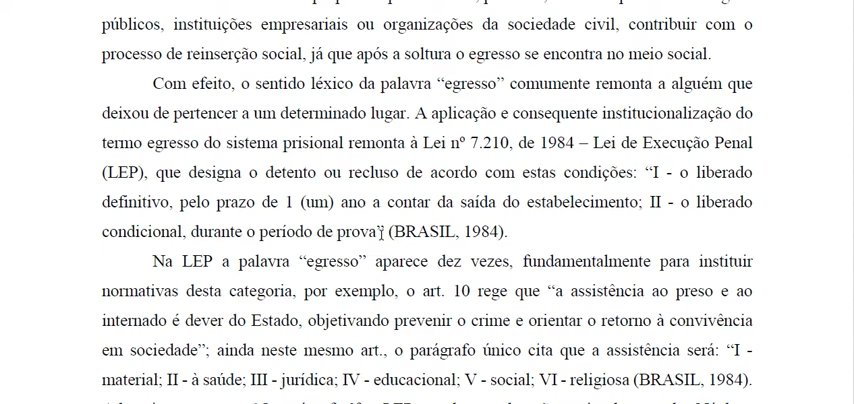 públicos, instituições empresariais ou organizações da sociedade civil, contribuir com o
processo de reinserção social, já que após a soltura o egresso se encontra no meio social.
Com efeito, o sentido léxico da palavra “egresso” comumente remonta a alguém que
deixou de pertencer a um determinado lugar. A aplicação e consequente institucionalização do
termo egresso do sistema prisional remonta à Lei nº 7.210, de 1984 – Lei de Execução Penal
(LEP), que designa o detento ou recluso de acordo com estas condições: “I - o liberado
definitivo, pelo prazo de 1 (um) ano a contar da saída do estabelecimento; II - o liberado
condicional, durante o período de prova” (BRASIL, 1984).
Na LEP a palavra “egresso” aparece dez vezes, fundamentalmente para instituir
normativas desta categoria, por exemplo, o art. 10 rege que “a assistência ao preso e ao
internado é dever do Estado, objetivando prevenir o crime e orientar o retorno à convivência
em sociedade”; ainda neste mesmo art., o parágrafo único cita que a assistência será: “I -
material; II - à saúde; III - jurídica; IV - educacional; V - social; VI - religiosa (BRASIL, 1984).